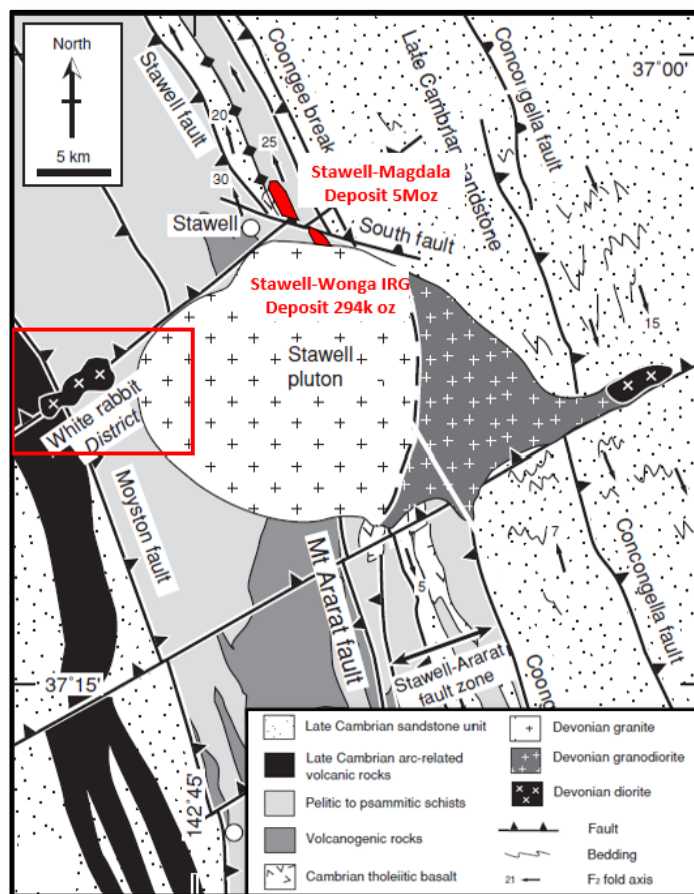 North
5 km
37°00'
Stawell fault
20
30
25
Coongee break
Late Cambrian sandstone
Concongella fault
Stawell-Magdala
Deposit 5Moz
Stawell
South fault
Stawell-Wonga IRG
Deposit 294k oz
15
Stawell
pluton
White rabbit
District
Moyston fault
Mt Ararat fault
5
7
Concongella fault
Stawell-Ararat
fault zone
Coong
37°15'
142°45'
Late Cambrian sandstone unit
Late Cambrian arc-related
volcanic rocks
Pelitic to psammitic schists
Volcanogenic rocks
Cambrian tholeiitic basalt
Devonian granite
Devonian granodiorite
Devonian diorite
Fault
Bedding
21
F2 fold axis